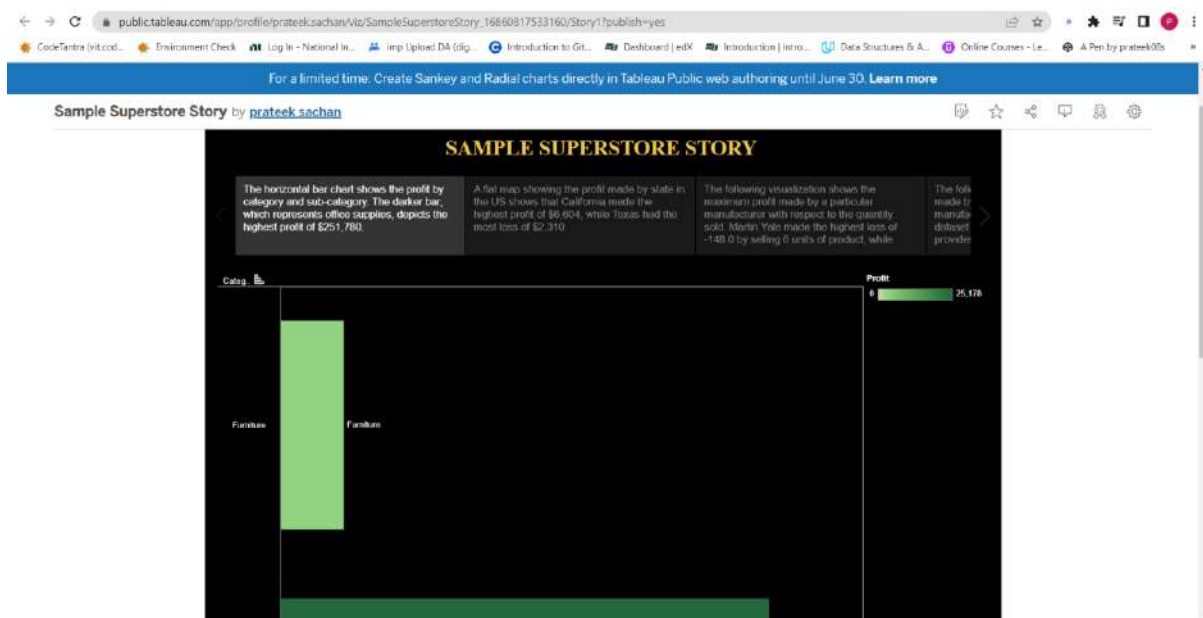 public.tableau.com/app/profile/prateek.sachan/viz/SampleSuperstoreStory_16860817533160/Story1?publish=yes
CodeTantra (vit.cod... Environment Check Log In - National In... imp Upload DA (dig... Introduction to Git... Dashboard | edX Introduction | Intro... Data Structures & A... Online Courses - Le... A Pen by prateek08s »
For a limited time: Create Sankey and Radial charts directly in Tableau Public web authoring until June 30. Learn more
Sample Superstore Story by prateek sachan
SAMPLE SUPERSTORE STORY
The horizontal bar chart shows the profit by
category and sub-category. The darker bar,
which represents office supplies, depicts the
highest profit of $251,780.
A flat map showing the profit made by state in
the US shows that California made the
highest profit of $6,604, while Texas had the
most loss of $2,310
The following visualization shows the
maximum profit made by a particular
manufacturer with respect to the quantity
sold. Martin Yale made the highest loss of
-148.0 by selling 6 units of product, while
The foll
made b
manufa
dataset
provider
Categ..
Profit
0 25,178
Furniture Furniture